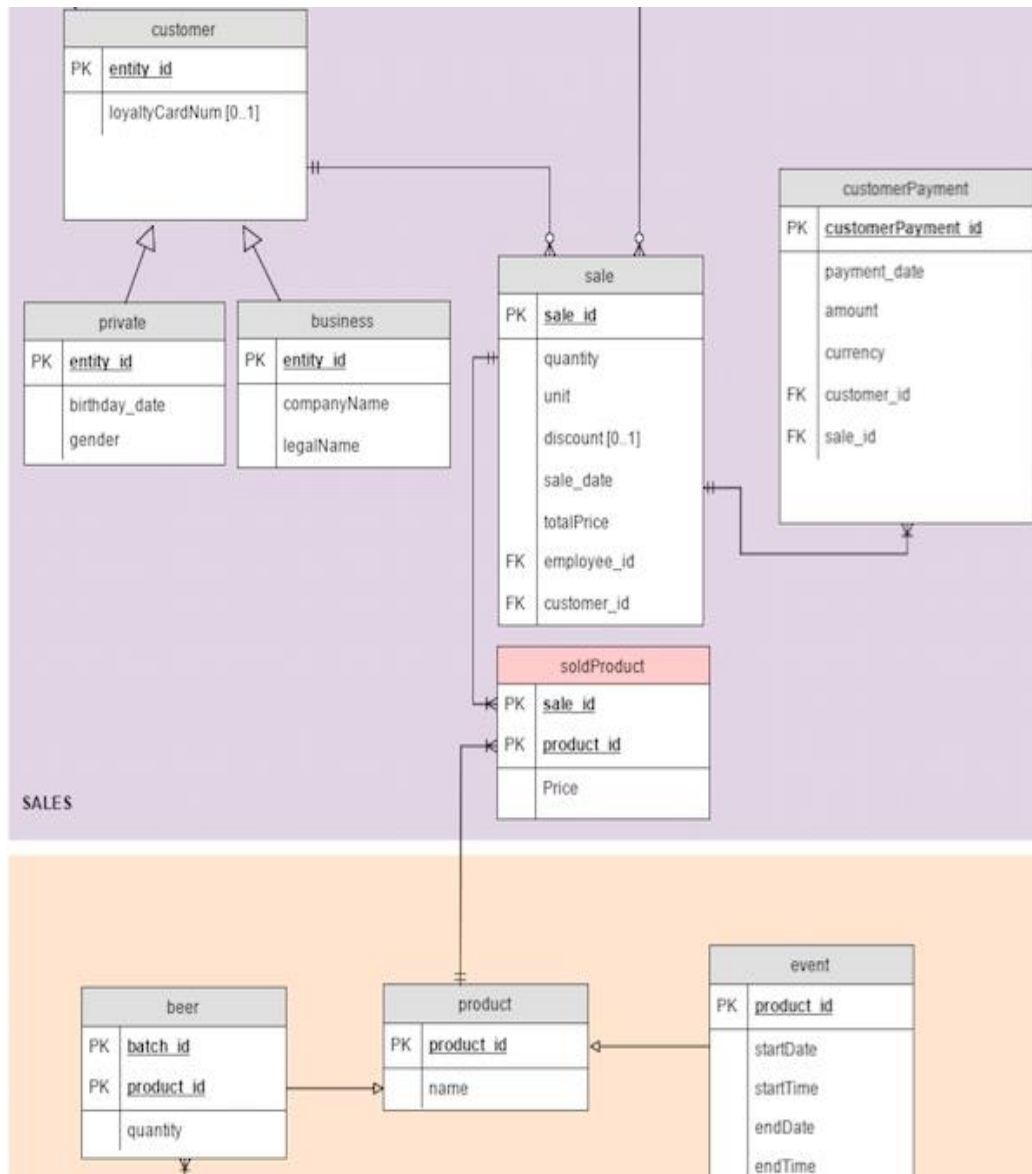 customer
PK entity_id
loyaltyCardNum [0..1]
customerPayment
PK customerPayment_id
payment_date
amount
currency
FK customer_id
FK sale_id
sale
PK sale_id
quantity
unit
discount [0..1]
sale_date
totalPrice
FK employee_id
FK customer_id
private
PK entity_id
birthday_date
gender
business
PK entity_id
companyName
legalName
soldProduct
PK sale_id
PK product_id
Price
SALES
event
PK product_id
startDate
startTime
endDate
endTime
beer
PK batch_id
PK product_id
quantity
product
PK product_id
name